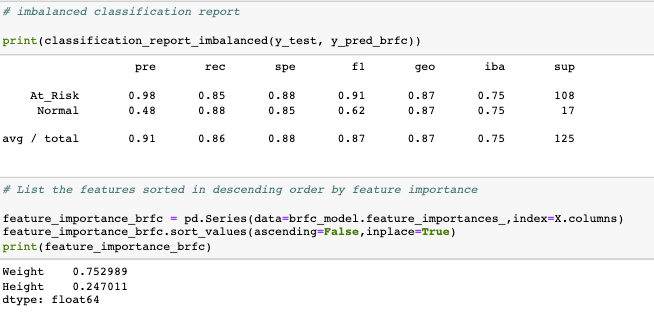 # imbalanced classification report
print(classification_report_imbalanced(y_test, y_pred_brfc))
pre rec spe f1 geo iba sup
At_Risk 0.98 0.85 0.88 0.91 0.87 0.75 108
Normal 0.48 0.88 0.85 0.62 0.87 0.75 17
avg / total 0.91 0.86 0.88 0.87 0.87 0.75 125
# List the features sorted in descending order by feature importance
feature_importance_brfc = pd.Series(data=brfc_model.feature_importances_,index=X.columns)
feature_importance_brfc.sort_values(ascending=False,inplace=True)
print(feature_importance_brfc)
Weight 0.752989
Height 0.247011
dtype: float64